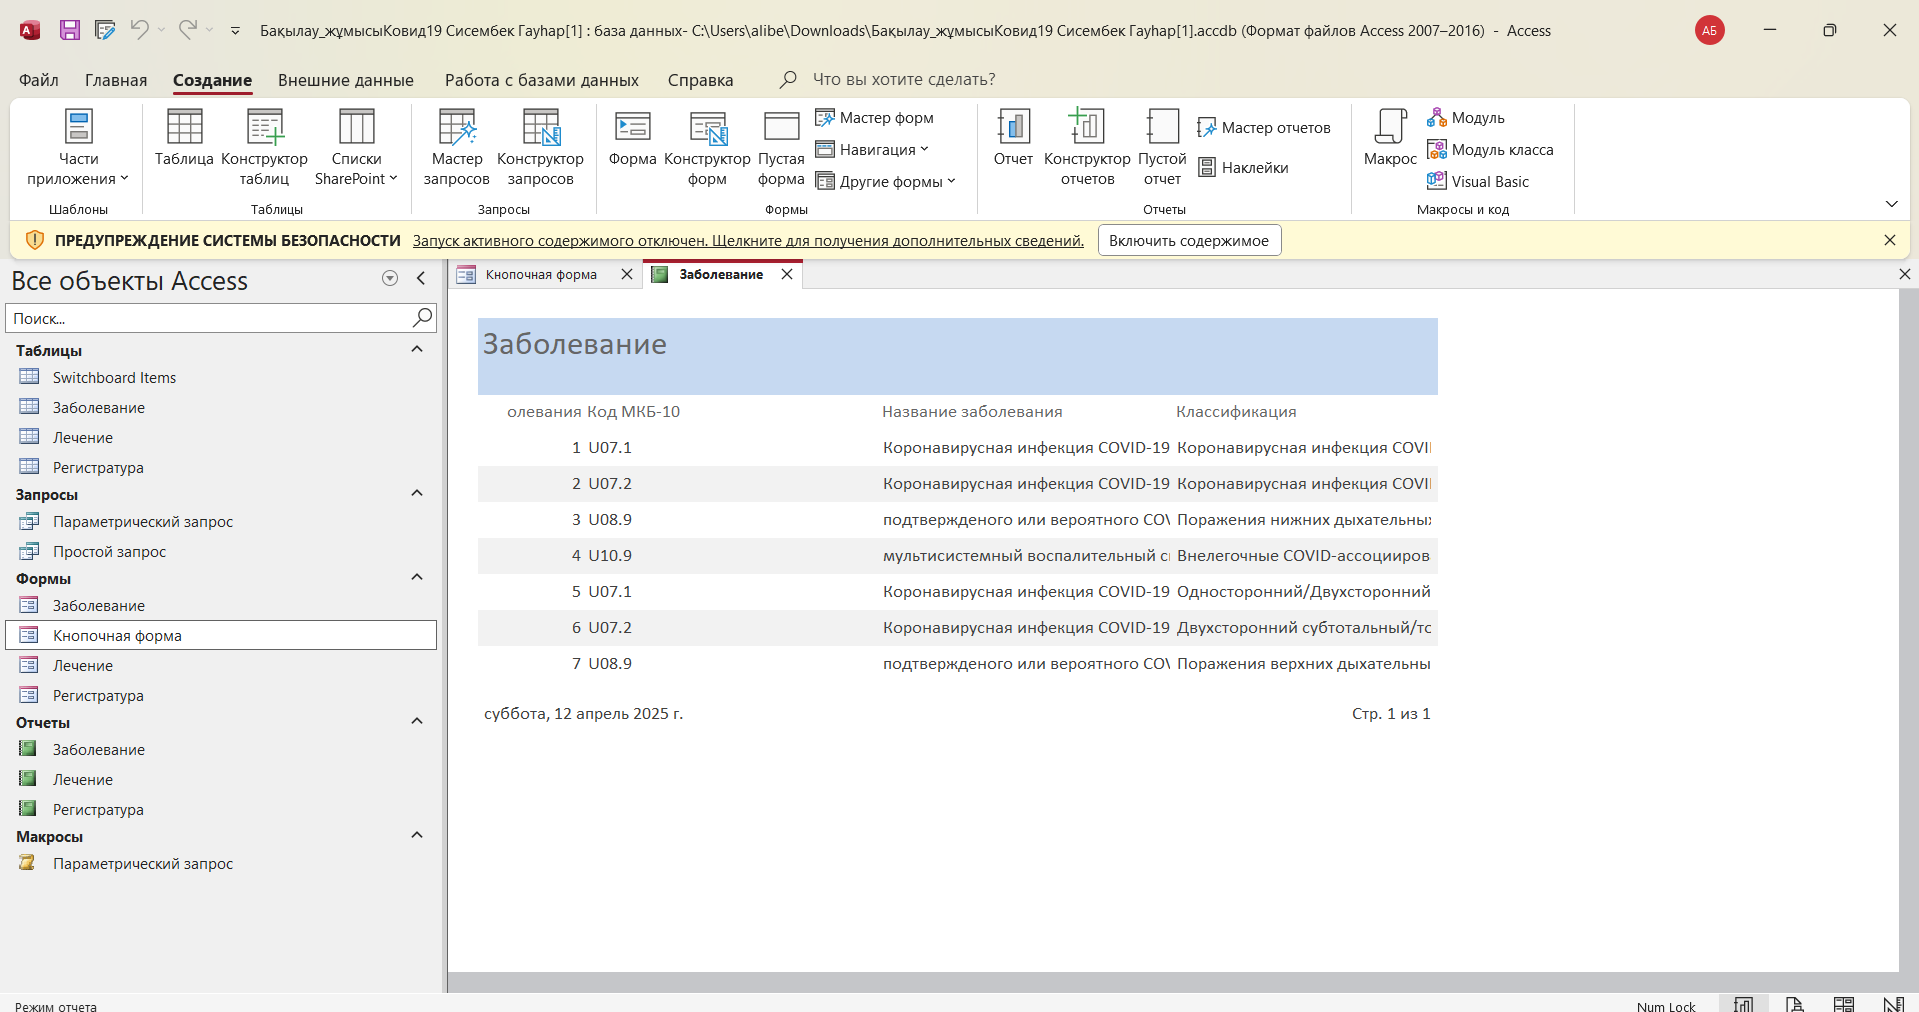 Бақылау_жұмысыКовид19 Сисембек Гауһар[1] : база данных- C:\Users\alibe\Downloads\Бақылау_жұмысыКовид19 Сисембек Гауһар[1].accdb (Формат файлов Access 2007–2016) - Access
АБ
Файл Главная Создание Внешние данные Работа с базами данных Справка Что вы хотите сделать?
Части приложения
Таблица
Конструктор таблиц
Списки SharePoint
Мастер запросов
Конструктор запросов
Форма
Конструктор форм
Пустая форма
Мастер форм
Навигация
Другие формы
Отчет
Конструктор отчетов
Пустой отчет
Мастер отчетов
Наклейки
Макрос
Модуль
Модуль класса
Visual Basic
Шаблоны Таблицы Запросы Формы Отчеты Макросы и код
ПРЕДУПРЕЖДЕНИЕ СИСТЕМЫ БЕЗОПАСНОСТИ Запуск активного содержимого отключен. Щелкните для получения дополнительных сведений. Включить содержимое
Все объекты Access
Поиск...
Таблицы
Switchboard Items
Заболевание
Лечение
Регистратура
Запросы
Параметрический запрос
Простой запрос
Формы
Заболевание
Кнопочная форма
Лечение
Регистратура
Отчеты
Заболевание
Лечение
Регистратура
Макросы
Параметрический запрос
Кнопочная форма Заболевание
Заболевание
олевания Код МКБ-10 Название заболевания Классификация
1 U07.1 Коронавирусная инфекция COVID-19 Коронавирусная инфекция COVI
2 U07.2 Коронавирусная инфекция COVID-19 Коронавирусная инфекция COVI
3 U08.9 подтвержденого или вероятного COV Поражения нижних дыхательных
4 U10.9 мультисистемный воспалительный с Внелегочные COVID-ассоцииров
5 U07.1 Коронавирусная инфекция COVID-19 Односторонний/Двухсторонний
6 U07.2 Коронавирусная инфекция COVID-19 Двухсторонний субтотальный/то
7 U08.9 подтвержденого или вероятного COV Поражения верхних дыхательны
суббота, 12 апрель 2025 г. Стр. 1 из 1
Режим отчета Num Lock